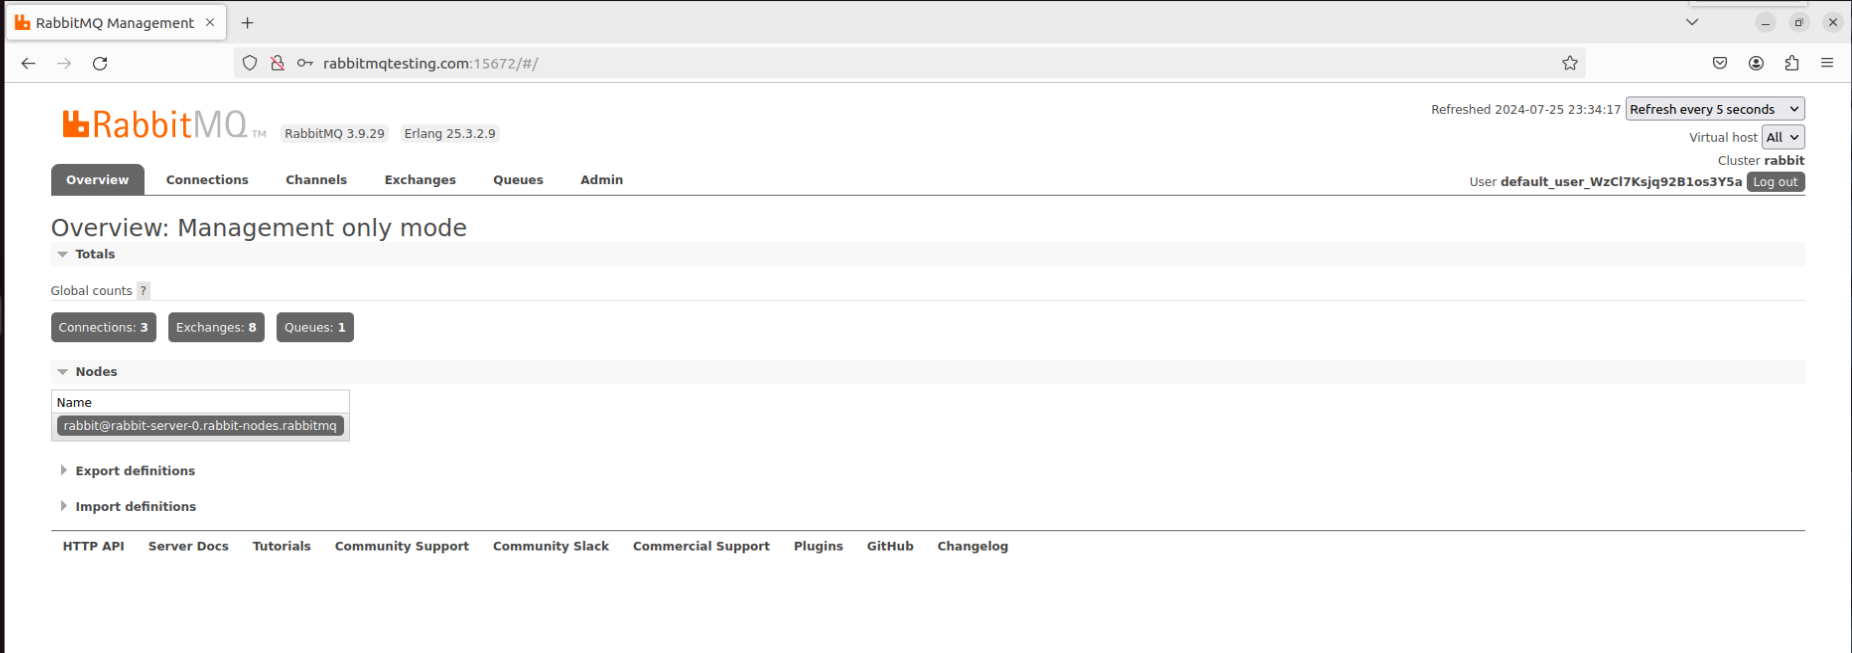 RabbitMQ Management
rabbitmqtesting.com:15672/#/
RabbitMQ TM
RabbitMQ 3.9.29 Erlang 25.3.2.9
Refreshed 2024-07-25 23:34:17 Refresh every 5 seconds
Virtual host All
Cluster rabbit
User default_user_WzCl7Ksjq92B1os3Y5a Log out
Overview Connections Channels Exchanges Queues Admin
Overview: Management only mode
Totals
Global counts ?
Connections: 3 Exchanges: 8 Queues: 1
Nodes
Name
rabbit@rabbit-server-0.rabbit-nodes.rabbitmq
Export definitions
Import definitions
HTTP API Server Docs Tutorials Community Support Community Slack Commercial Support Plugins GitHub Changelog